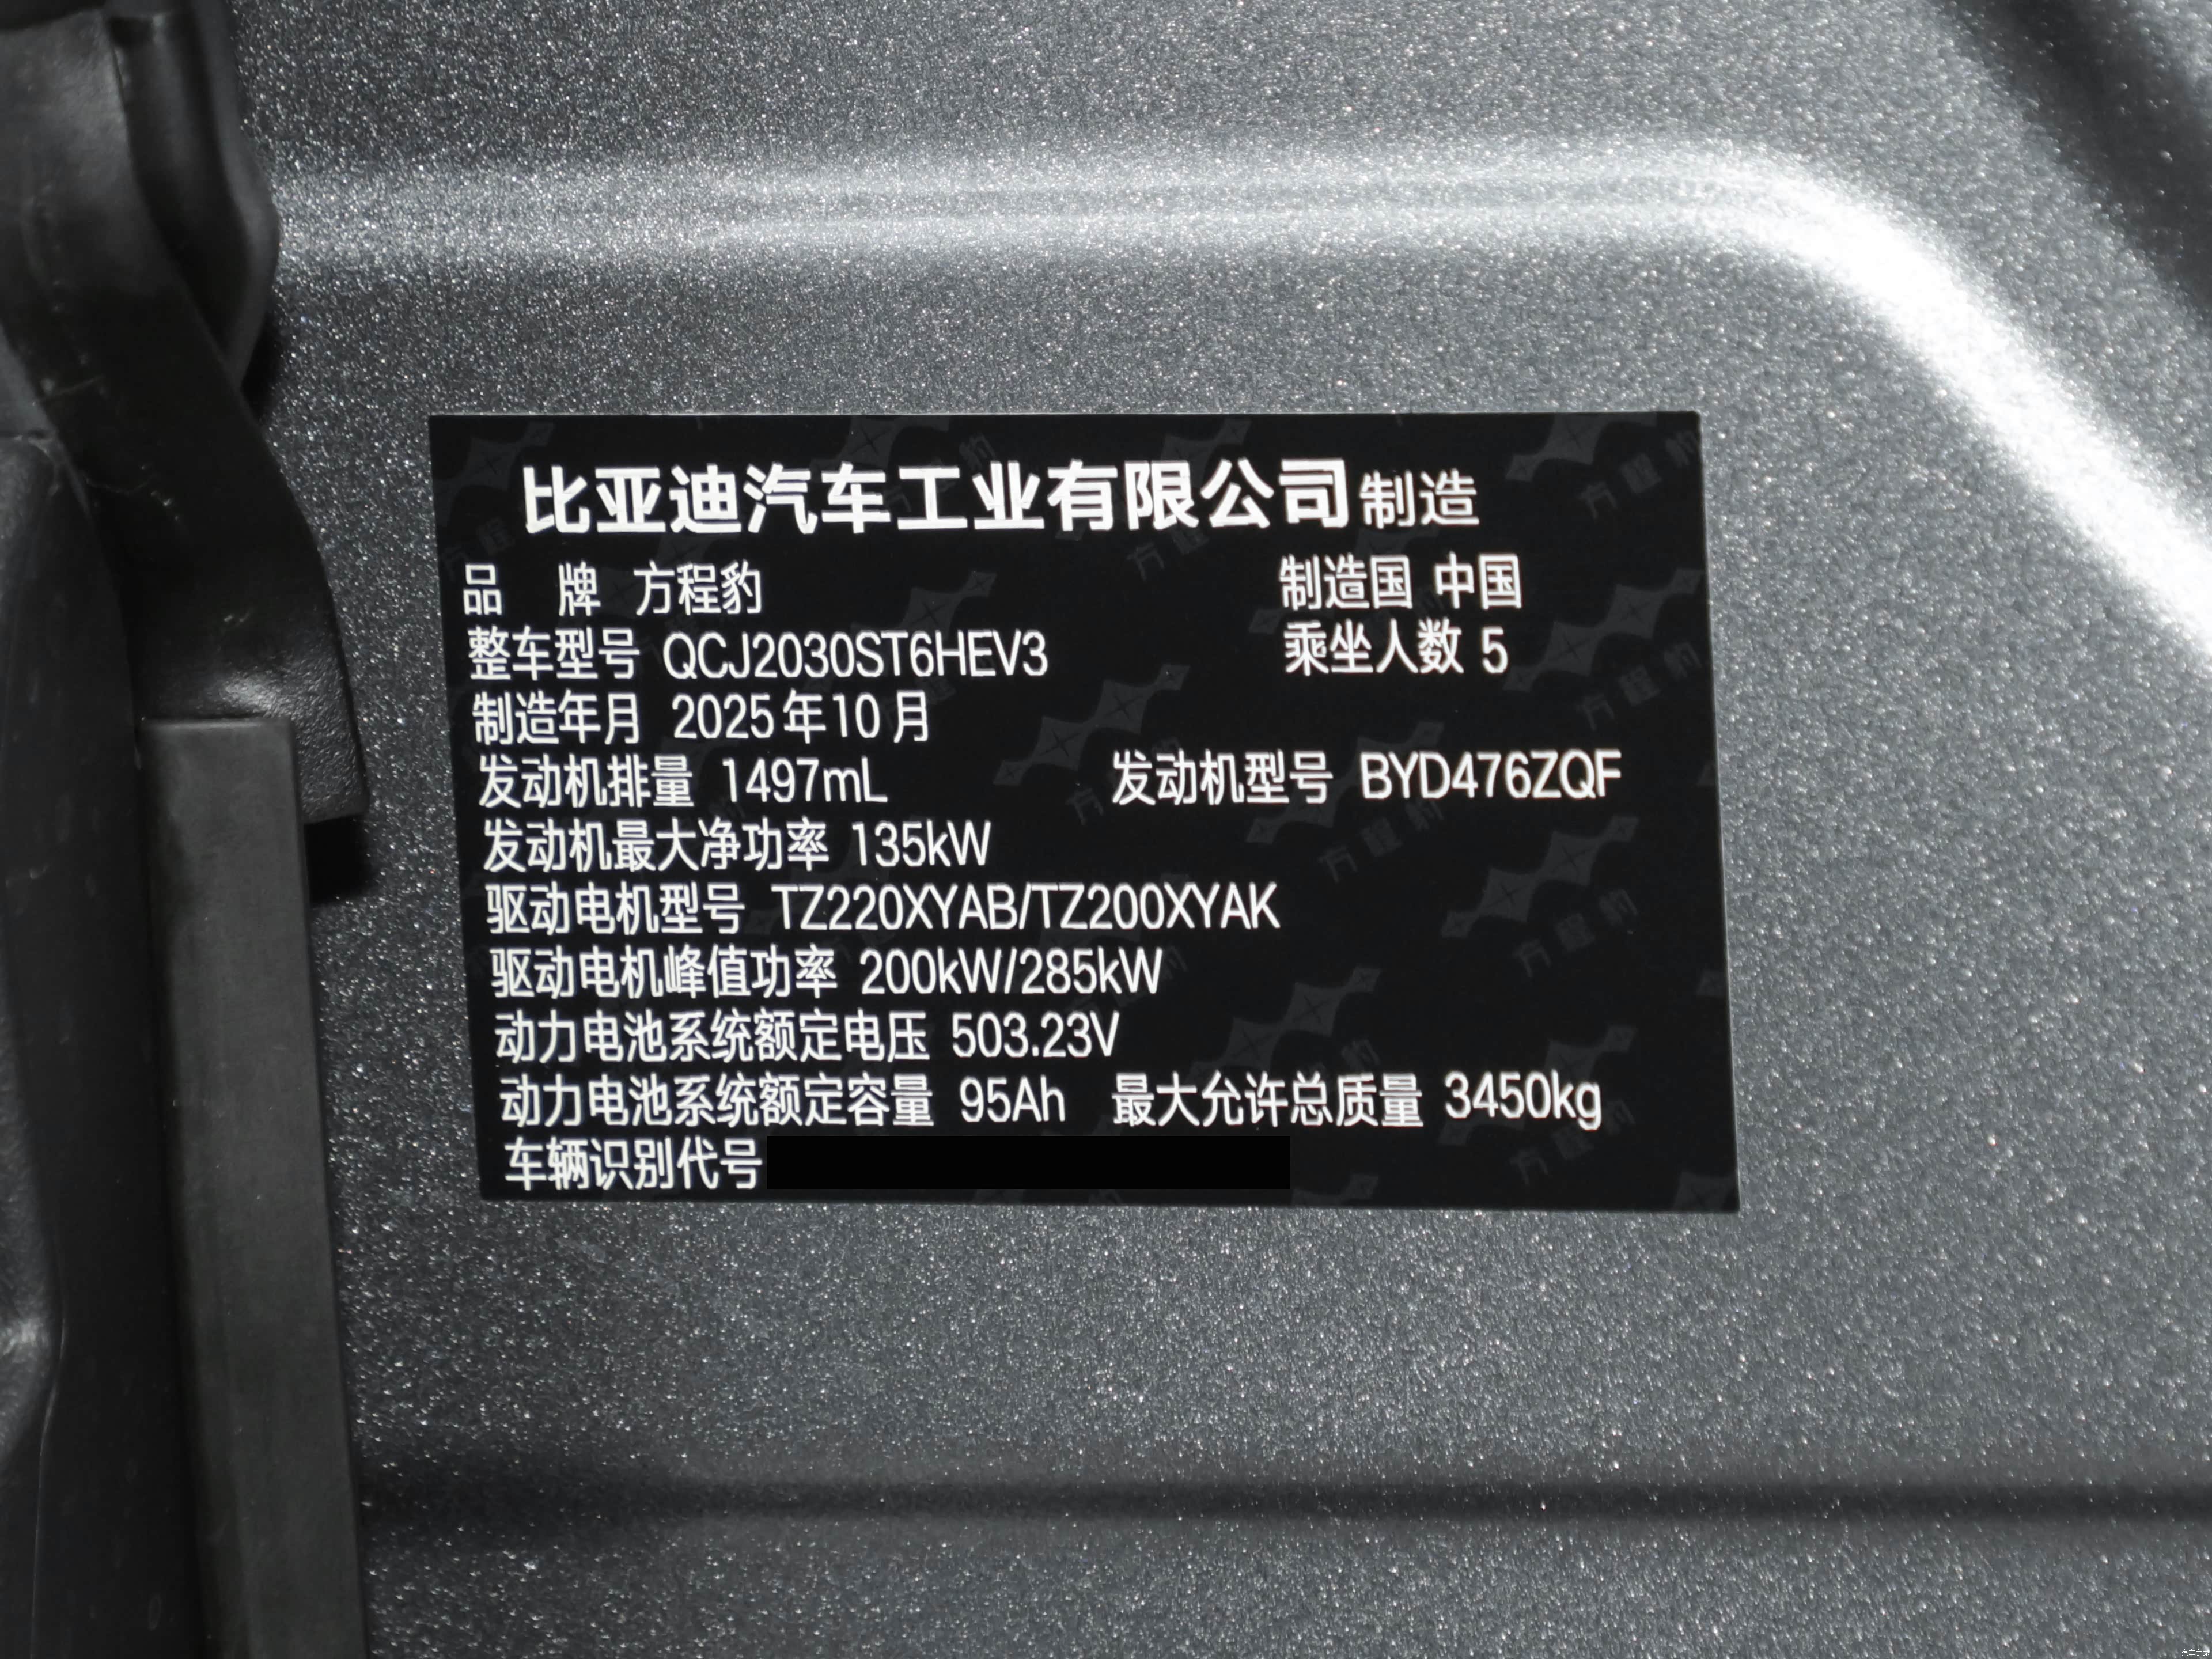 比亚迪汽车工业有限公司制造
品 牌 方程豹 制造国 中国
整车型号 QCJ2030ST6HEV3 乘坐人数 5
制造年月 2025年10月
发动机排量 1497mL 发动机型号 BYD476ZQF
发动机最大净功率 135kW
驱动电机型号 TZ220XYAB/TZ200XYAK
驱动电机峰值功率 200kW/285kW
动力电池系统额定电压 503.23V
动力电池系统额定容量 95Ah 最大允许总质量 3450kg
车辆识别代号
汽车之家